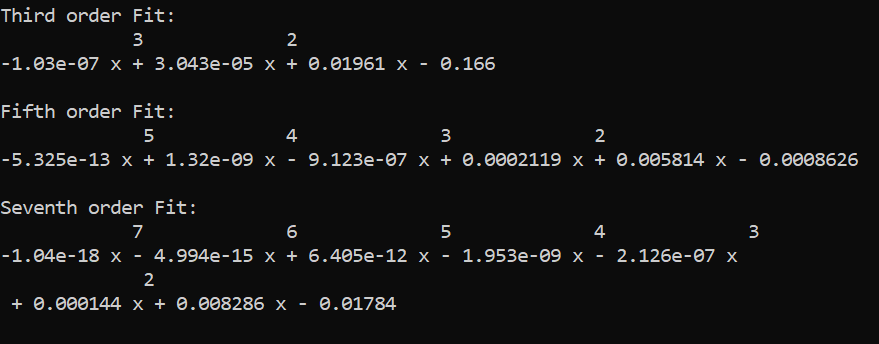 Third order Fit:
            3             2
-1.03e-07 x + 3.043e-05 x + 0.01961 x - 0.166

Fifth order Fit:
             5            4             3             2
-5.325e-13 x + 1.32e-09 x - 9.123e-07 x + 0.0002119 x + 0.005814 x - 0.0008626

Seventh order Fit:
            7             6             5             4             3
-1.04e-18 x - 4.994e-15 x + 6.405e-12 x - 1.953e-09 x - 2.126e-07 x
             2
 + 0.000144 x + 0.008286 x - 0.01784